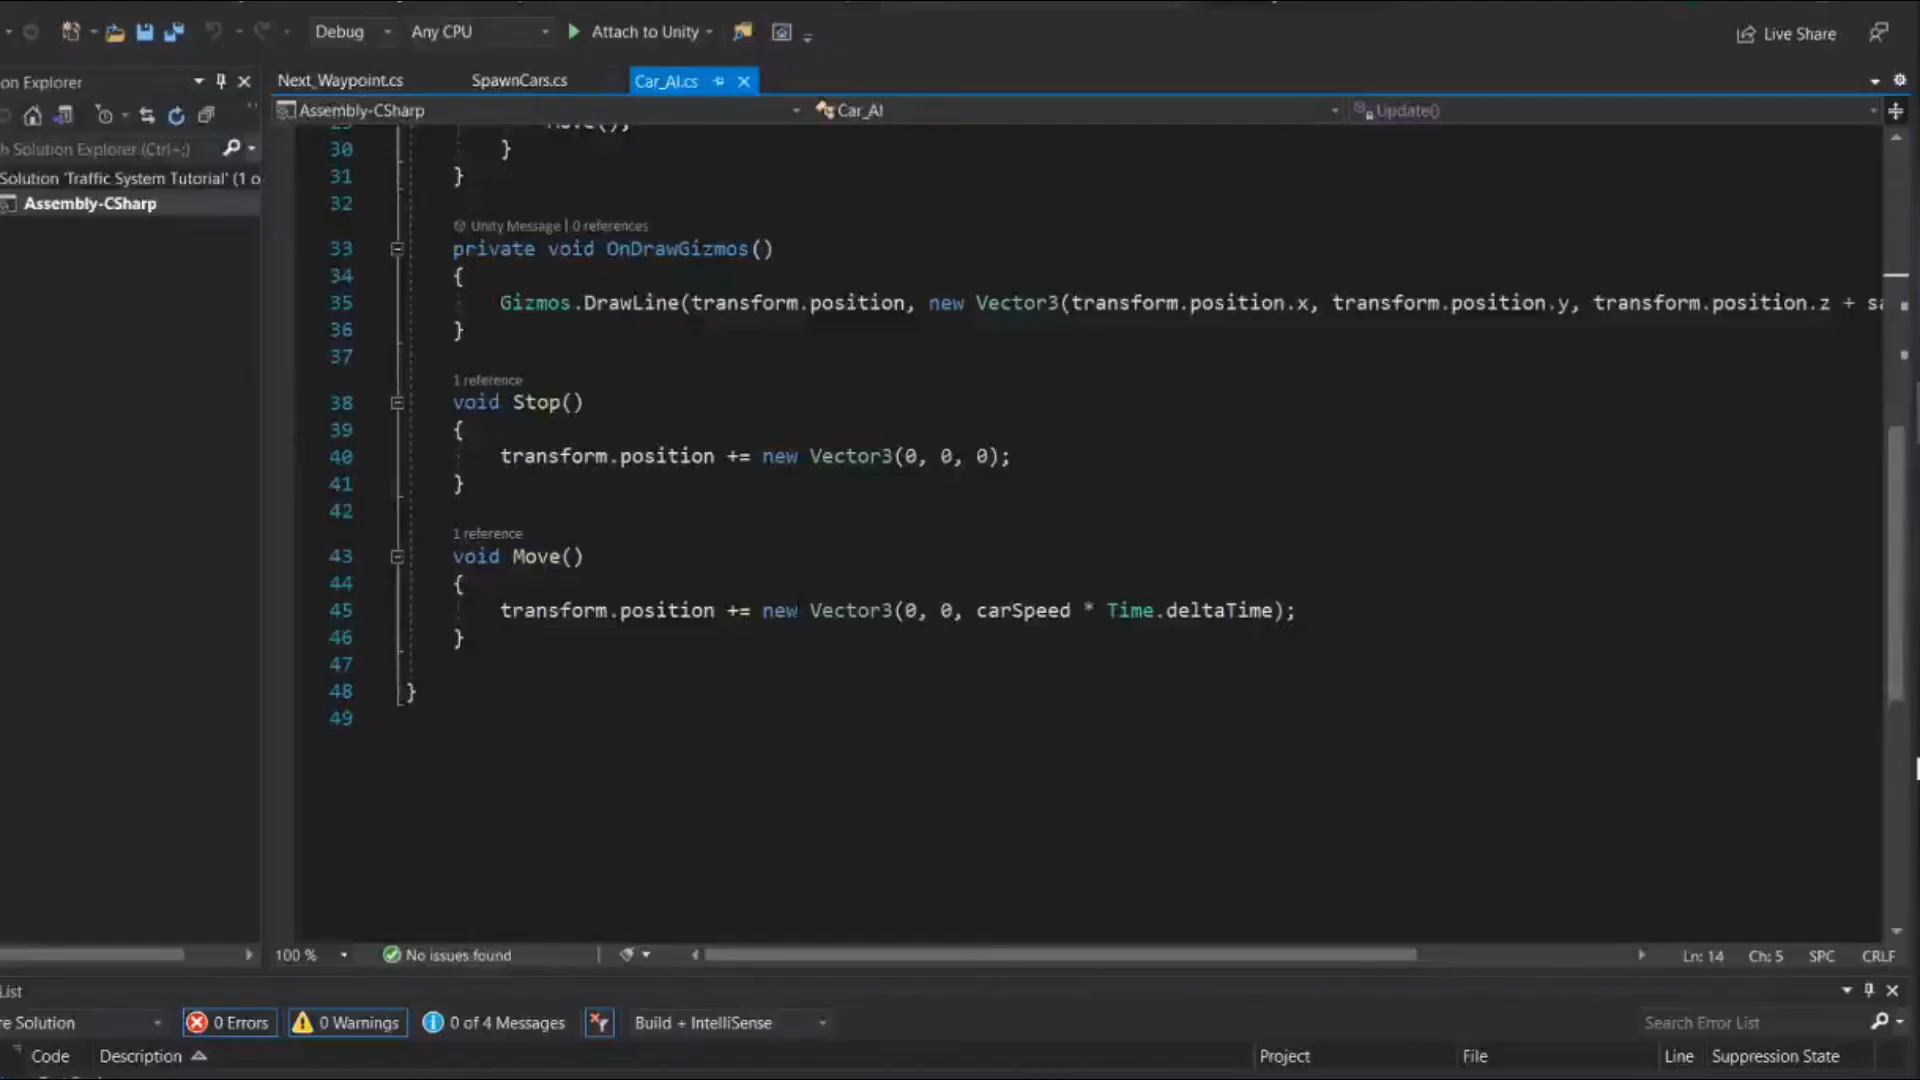 Debug Any CPU Attach to Unity Live Share
on Explorer Next_Waypoint.cs SpawnCars.cs Car_AI.cs
Assembly-CSharp Car_AI Update()
h Solution Explorer (Ctrl+;)
Solution 'Traffic System Tutorial' (1 o
Assembly-CSharp
30 }
31 }
32
Unity Message | 0 references
33 private void OnDrawGizmos()
34 {
35 Gizmos.DrawLine(transform.position, new Vector3(transform.position.x, transform.position.y, transform.position.z + sa
36 }
37
1 reference
38 void Stop()
39 {
40 transform.position += new Vector3(0, 0, 0);
41 }
42
1 reference
43 void Move()
44 {
45 transform.position += new Vector3(0, 0, carSpeed * Time.deltaTime);
46 }
47
48 }
49
100 % No issues found Ln: 14 Ch: 5 SPC CRLF
List
re Solution 0 Errors 0 Warnings 0 of 4 Messages Build + IntelliSense Search Error List
Code Description Project File Line Suppression State